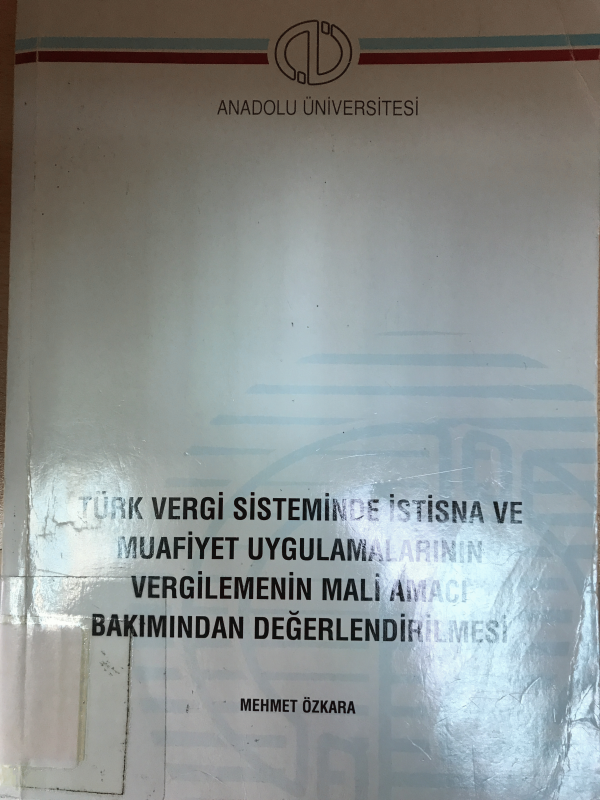 ANADOLU ÜNİVERSİTESİ
TÜRK VERGİ SİSTEMİNDE İSTİSNA VE
MUAFİYET UYGULAMALARININ
VERGİLEMENİN MALİ AMACI
BAKIMINDAN DEĞERLENDİRİLMESİ
MEHMET ÖZKARA